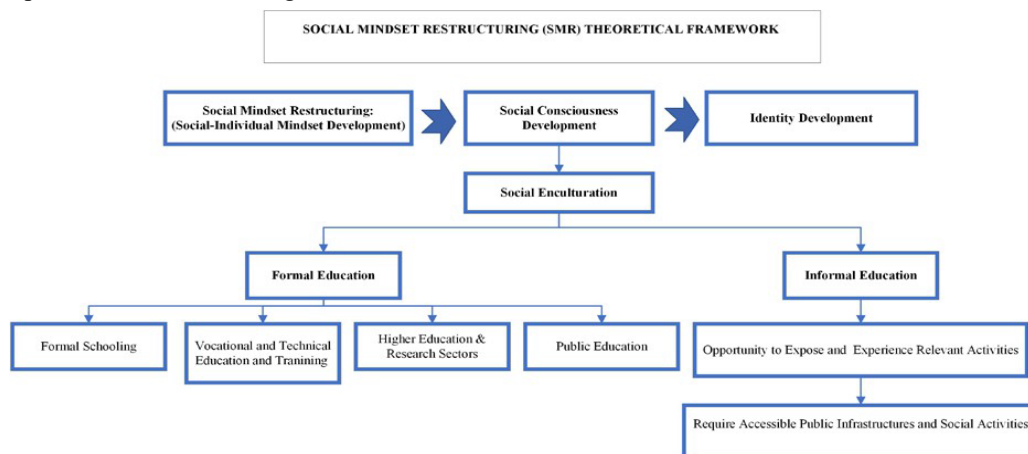 SOCIAL MINDSET RESTRUCTURING (SMR) THEORETICAL FRAMEWORK
Social Mindset Restructuring:
(Social-Individual Mindset Development)
Social Consciousness
Development
Identity Development
Social Enculturation
Formal Education
Informal Education
Formal Schooling
Vocational and Technical
Education and Tranining
Higher Education &
Research Sectors
Public Education
Opportunity to Expose and Experience Relevant Activities
Require Accessible Public Infrastructures and Social Activities